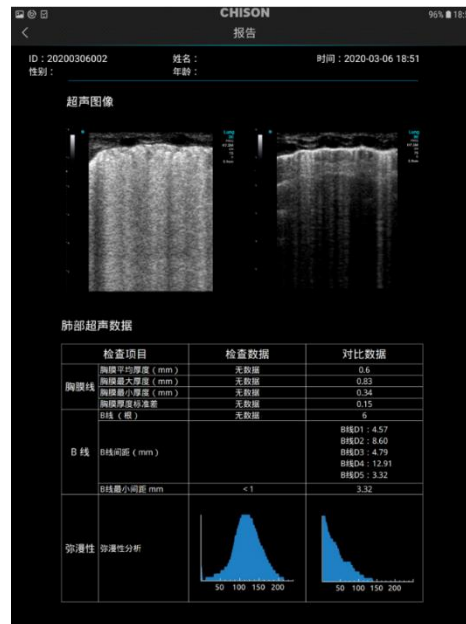 CHISON
96% 18:
报告
ID：20200306002 姓名： 时间：2020-03-06 18:51
性别： 年龄：
超声图像
肺部超声数据
检查项目 检查数据 对比数据
胸膜线
胸膜平均厚度（mm） 无数据 0.6
胸膜最大厚度（mm） 无数据 0.83
胸膜最小厚度（mm） 无数据 0.34
胸膜厚度标准差 无数据 0.15
B 线
B线（根） 无数据 6
B线间距（mm）
B线D1：4.57
B线D2：8.60
B线D3：4.79
B线D4：12.91
B线D5：3.32
B线最小间距 mm < 1 3.32
弥漫性 弥漫性分析
50 100 150 200
50 100 150 200